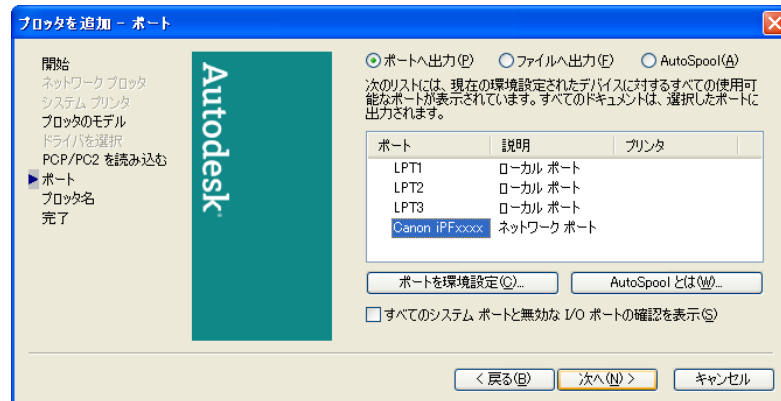 プロッタを追加 - ポート
開始
ネットワーク プロッタ
システム プリンタ
プロッタのモデル
ドライバを選択
PCP/PC2 を読み込む
ポート
プロッタ名
完了
Autodesk
ポートへ出力(P) ファイルへ出力(F) AutoSpool(A)
次のリストには、現在の環境設定されたデバイスに対するすべての使用可
能なポートが表示されています。すべてのドキュメントは、選択したポートに
出力されます。
ポート 説明 プリンタ
LPT1 ローカル ポート
LPT2 ローカル ポート
LPT3 ローカル ポート
Canon iPFxxxx ネットワーク ポート
ポートを環境設定(C)... AutoSpool とは(W)...
すべてのシステム ポートと無効な I/O ポートの確認を表示(S)
< 戻る(B) 次へ(N) > キャンセル